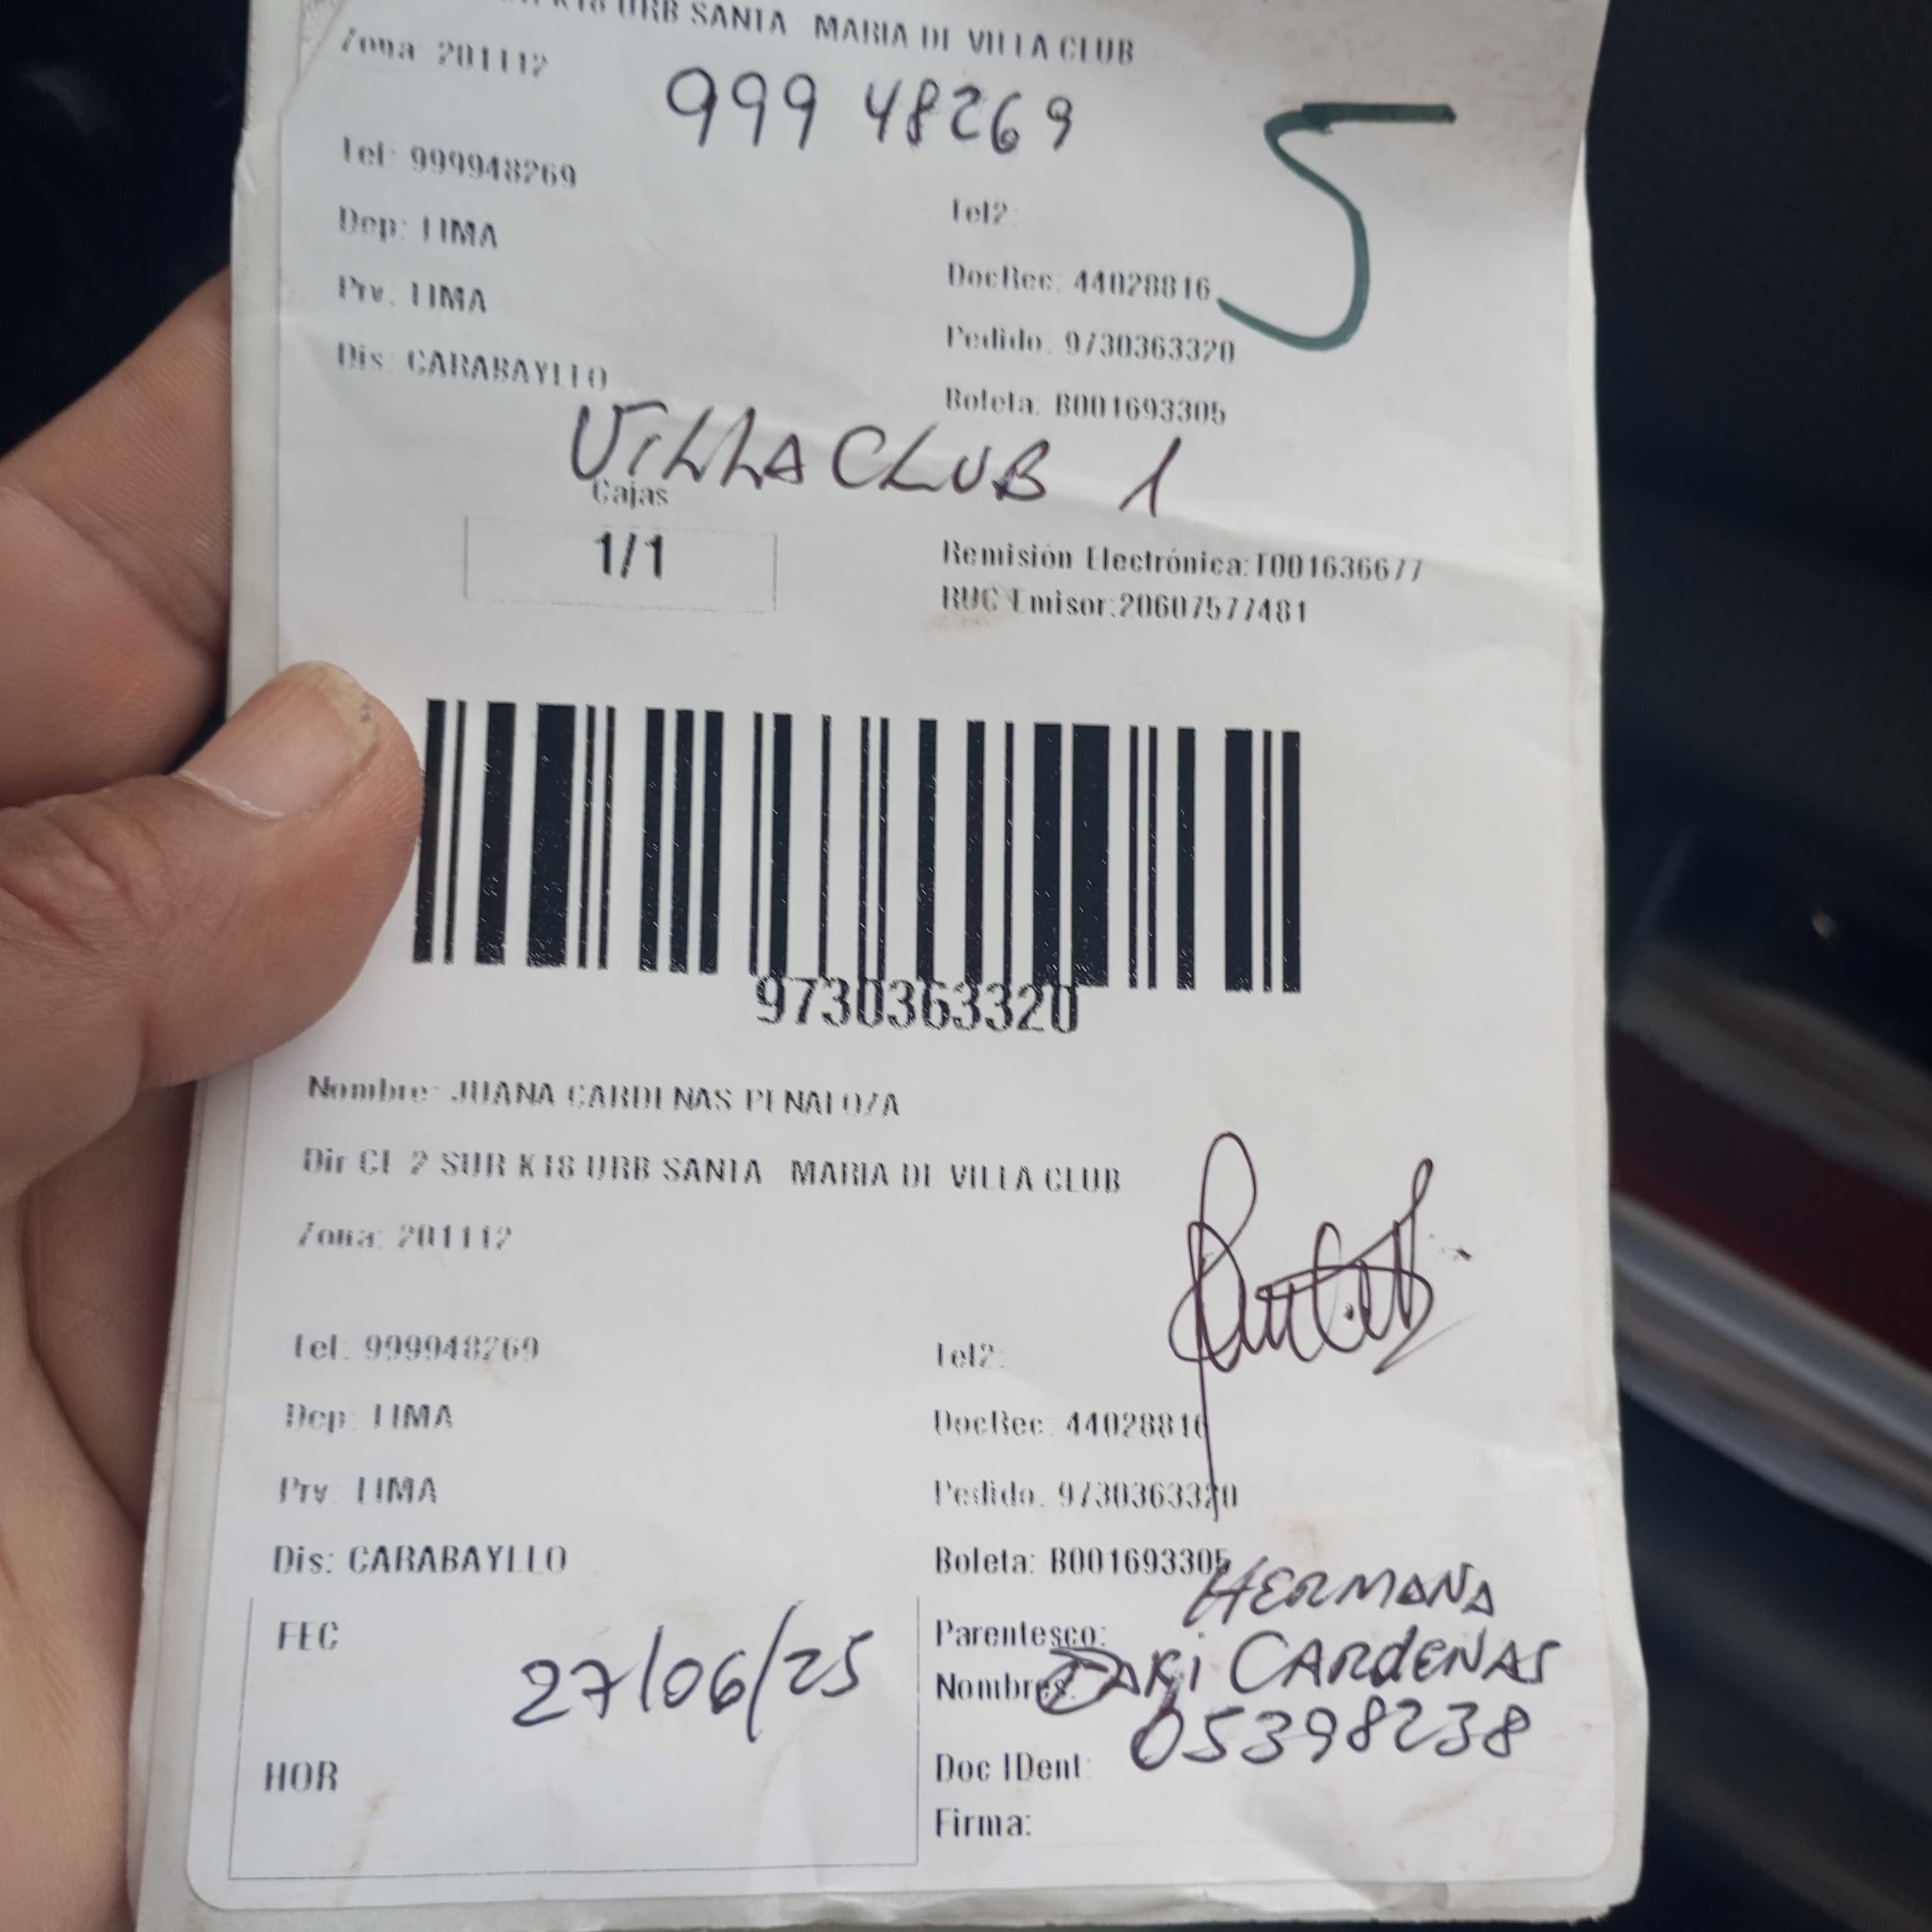 K18 URB SANTA MARIA DE VILLA CLUB
Zona: 201112
999 48269
5
Tel: 999948269
Tel2:
Dep: LIMA
DocRec: 44028816
Prv: LIMA
Pedido: 9730363320
Dis: CARABAYLLO
Boleta: B001693305
VILLA CLUB 1
Cajas
1/1
Remisión Electrónica:T001636677
RUC Emisor:20607577481
9730363320
Nombre: JUANA CARDENAS PENALOZA
Dir CL 2 SUR K18 URB SANTA MARIA DE VILLA CLUB
Zona: 201112
Tel: 999948269
Tel2:
Dep: LIMA
DocRec: 44028816
Prv: LIMA
Pedido: 9730363320
Dis: CARABAYLLO
Boleta: B001693305
HERMANA
FEC
27/06/25
Parentesco:
Nombres: CARDENAS
05398238
HOR
Doc IDent:
Firma: